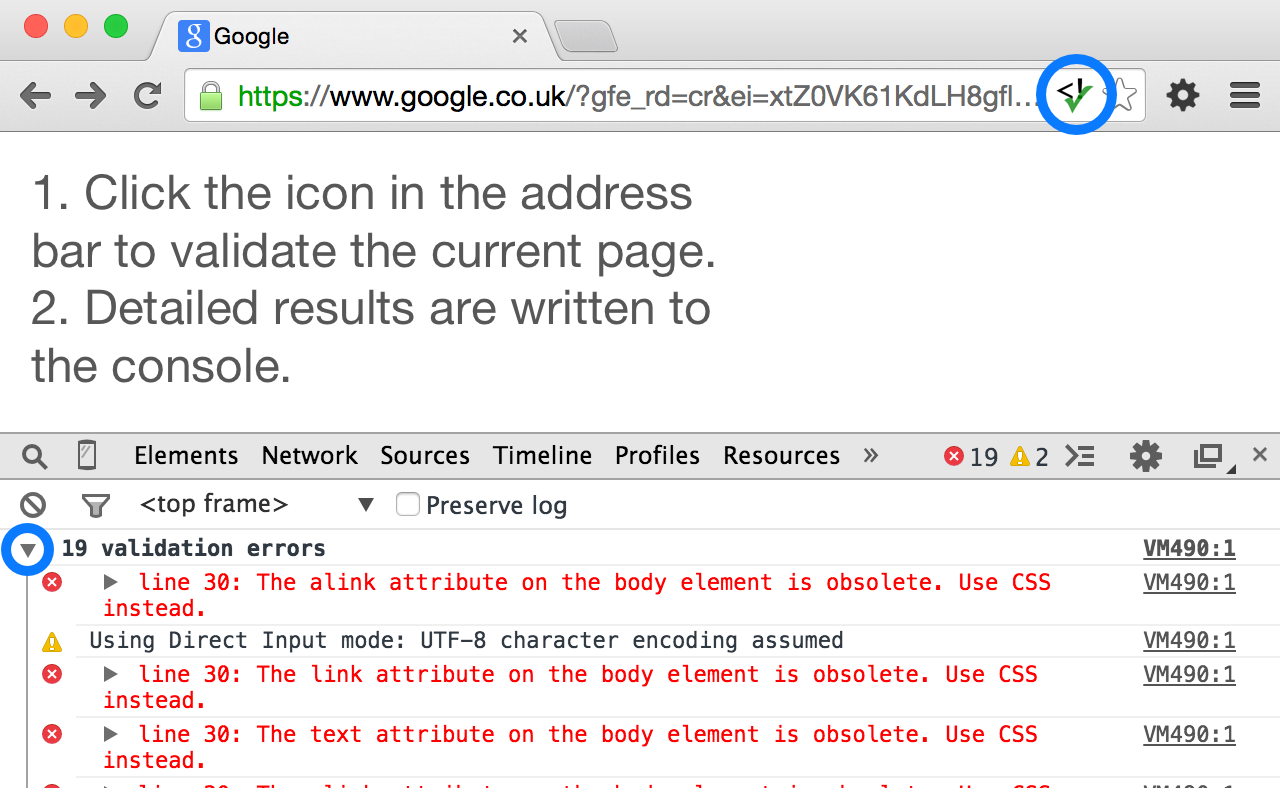 Google
https://www.google.co.uk/?gfe_rd=cr&ei=xtZ0VK61KdLH8gfI...
1. Click the icon in the address
bar to validate the current page.
2. Detailed results are written to
the console.
Elements Network Sources Timeline Profiles Resources » 19 2
<top frame> Preserve log
19 validation errors VM490:1
line 30: The alink attribute on the body element is obsolete. Use CSS VM490:1
instead.
Using Direct Input mode: UTF-8 character encoding assumed VM490:1
line 30: The link attribute on the body element is obsolete. Use CSS VM490:1
instead.
line 30: The text attribute on the body element is obsolete. Use CSS VM490:1
instead.